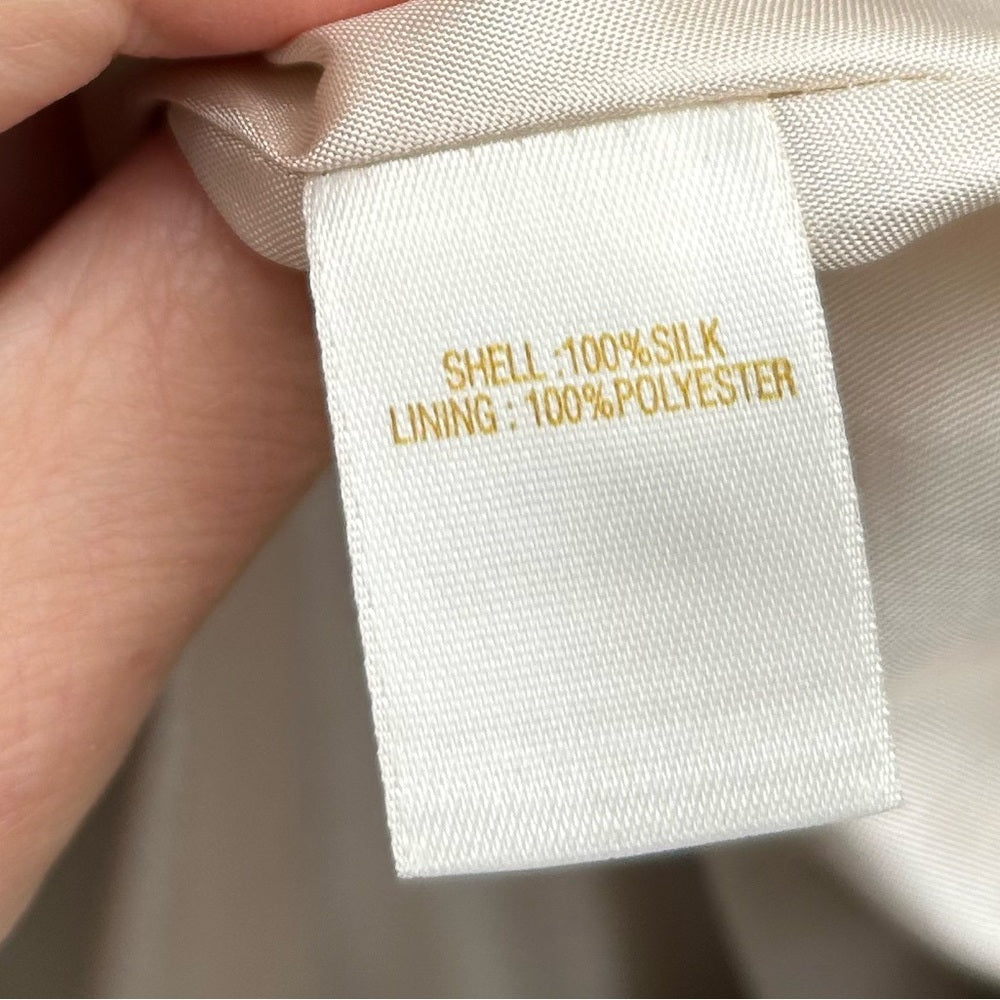 SHELL :100%SILK
LINING : 100%POLYESTER